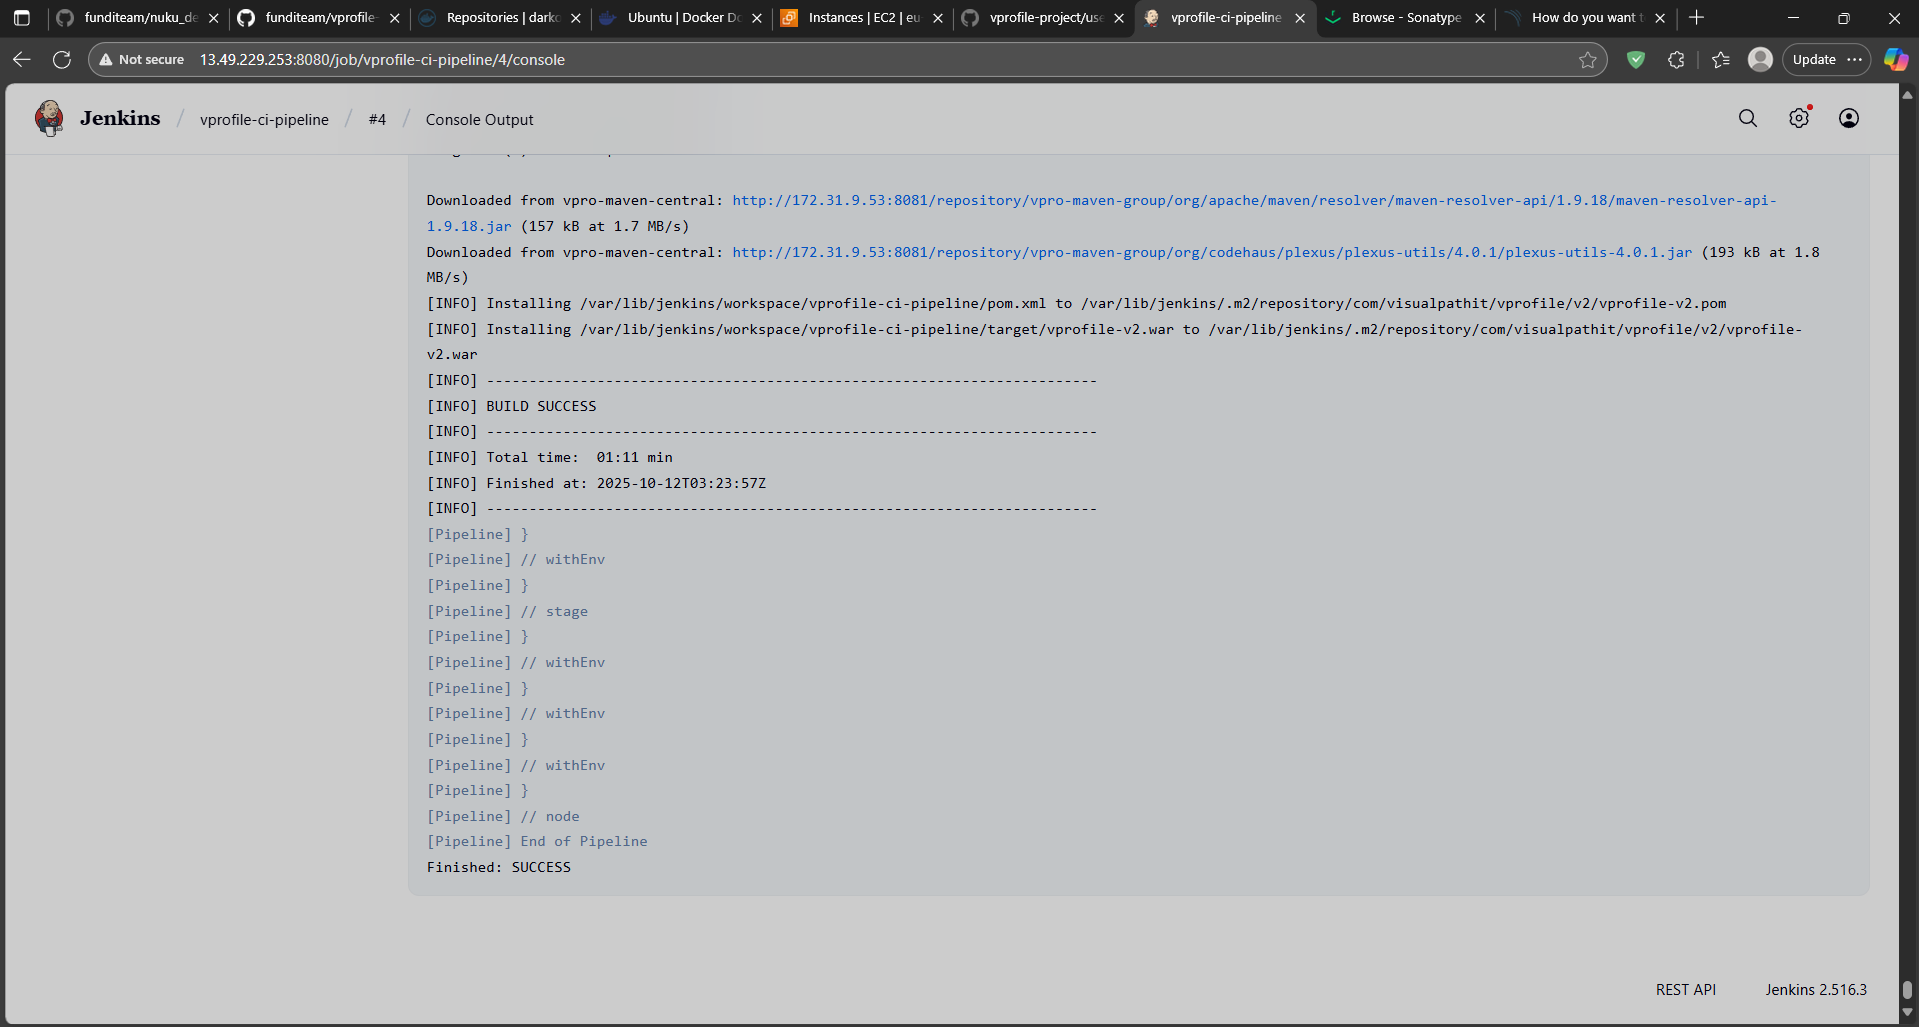 funditeam/nuku_de
funditeam/vprofile-
Repositories | darko
Ubuntu | Docker Do
Instances | EC2 | eu
vprofile-project/use
vprofile-ci-pipeline
Browse - Sonatype
How do you want t
Not secure 13.49.229.253:8080/job/vprofile-ci-pipeline/4/console
Update
Jenkins / vprofile-ci-pipeline / #4 / Console Output
Downloaded from vpro-maven-central: http://172.31.9.53:8081/repository/vpro-maven-group/org/apache/maven/resolver/maven-resolver-api/1.9.18/maven-resolver-api-
1.9.18.jar (157 kB at 1.7 MB/s)
Downloaded from vpro-maven-central: http://172.31.9.53:8081/repository/vpro-maven-group/org/codehaus/plexus/plexus-utils/4.0.1/plexus-utils-4.0.1.jar (193 kB at 1.8
MB/s)
[INFO] Installing /var/lib/jenkins/workspace/vprofile-ci-pipeline/pom.xml to /var/lib/jenkins/.m2/repository/com/visualpathit/vprofile/v2/vprofile-v2.pom
[INFO] Installing /var/lib/jenkins/workspace/vprofile-ci-pipeline/target/vprofile-v2.war to /var/lib/jenkins/.m2/repository/com/visualpathit/vprofile/v2/vprofile-
v2.war
[INFO] ------------------------------------------------------------------------
[INFO] BUILD SUCCESS
[INFO] ------------------------------------------------------------------------
[INFO] Total time:  01:11 min
[INFO] Finished at: 2025-10-12T03:23:57Z
[INFO] ------------------------------------------------------------------------
[Pipeline] }
[Pipeline] // withEnv
[Pipeline] }
[Pipeline] // stage
[Pipeline] }
[Pipeline] // withEnv
[Pipeline] }
[Pipeline] // withEnv
[Pipeline] }
[Pipeline] // withEnv
[Pipeline] }
[Pipeline] // node
[Pipeline] End of Pipeline
Finished: SUCCESS
REST API
Jenkins 2.516.3